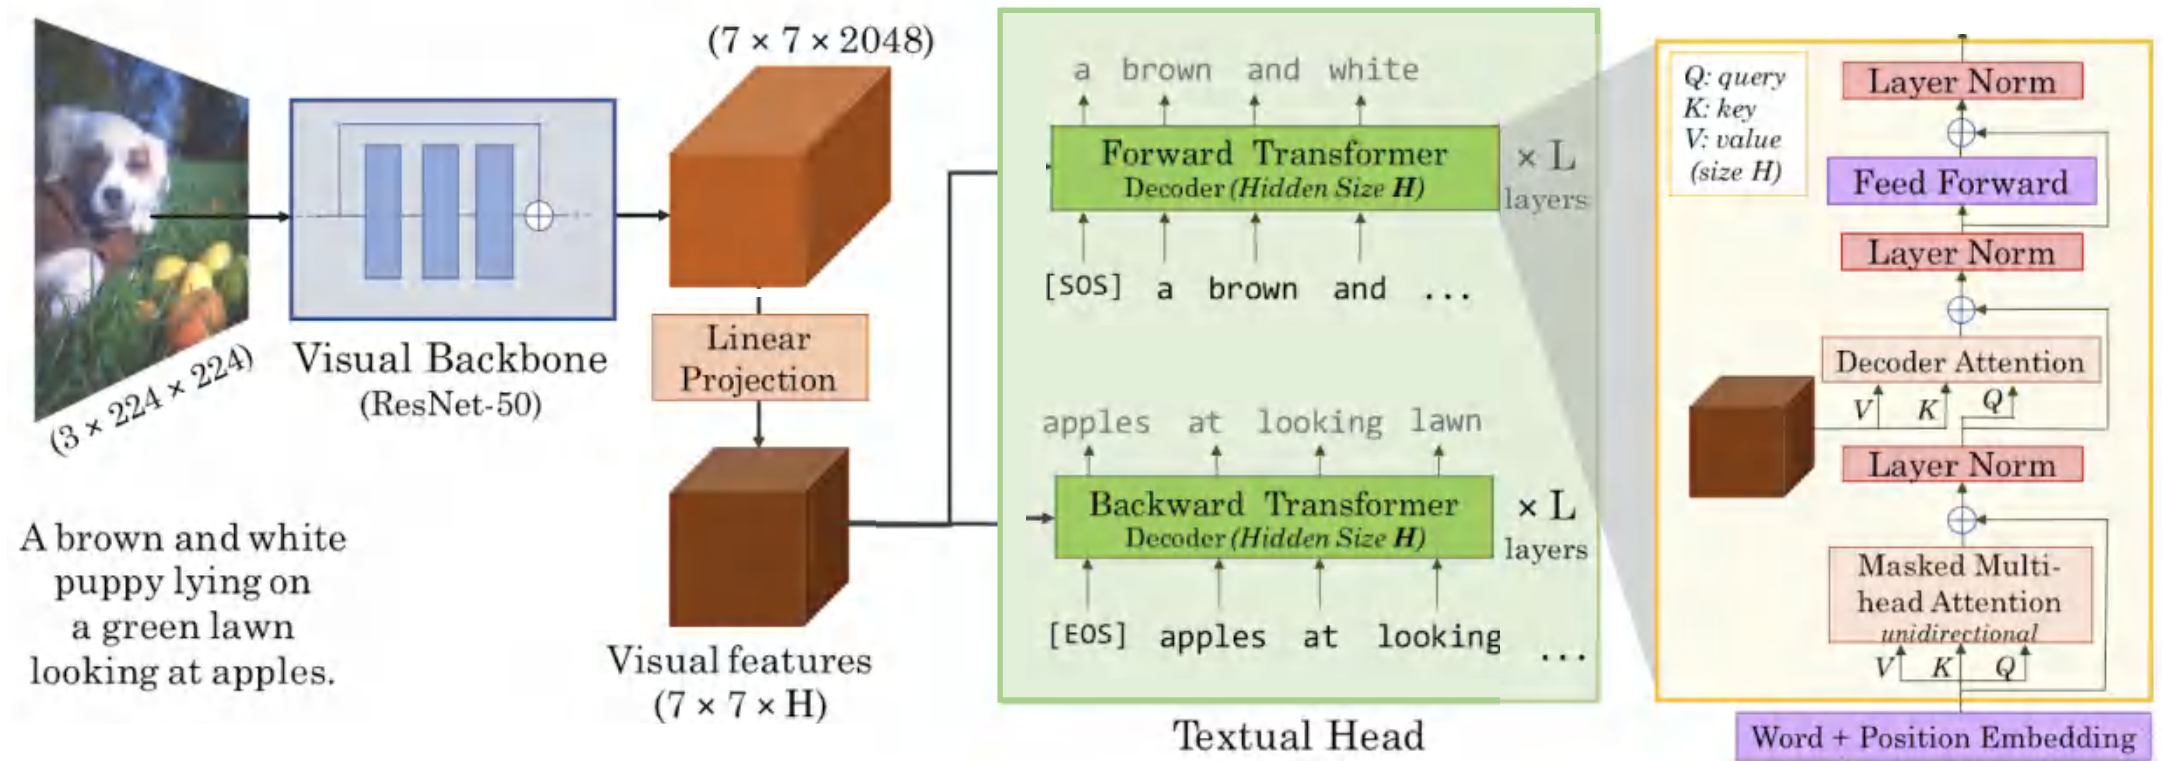 (3 × 224 × 224)
A brown and white
puppy lying on
a green lawn
looking at apples.
Visual Backbone
(ResNet-50)
(7 × 7 × 2048)
Linear
Projection
Visual features
(7 × 7 × H)
a brown and white
Forward Transformer
Decoder (Hidden Size H)
× L
layers
[SOS] a brown and ...
apples at looking lawn
Backward Transformer
Decoder (Hidden Size H)
× L
layers
[EOS] apples at looking ...
Textual Head
Q: query
K: key
V: value
(size H)
Layer Norm
Feed Forward
Layer Norm
Decoder Attention
V K Q
Layer Norm
Masked Multi-
head Attention
unidirectional
V K Q
Word + Position Embedding